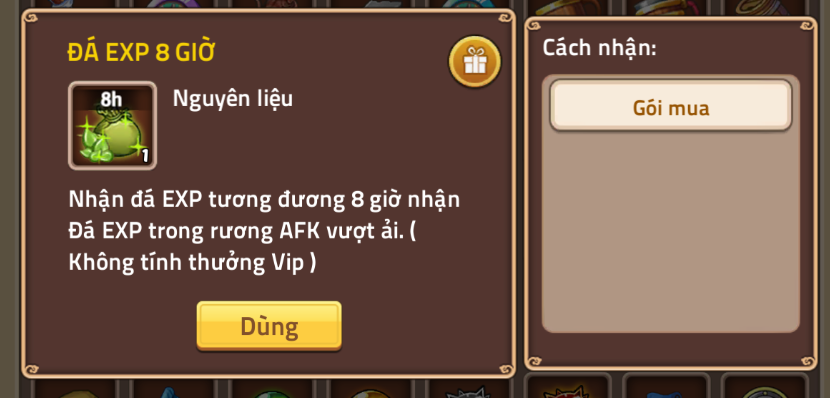 ĐÁ EXP 8 GIỜ
8h
1
Nguyên liệu
Nhận đá EXP tương đương 8 giờ nhận
Đá EXP trong rương AFK vượt ải. (
Không tính thưởng Vip )
Dùng
Cách nhận:
Gói mua